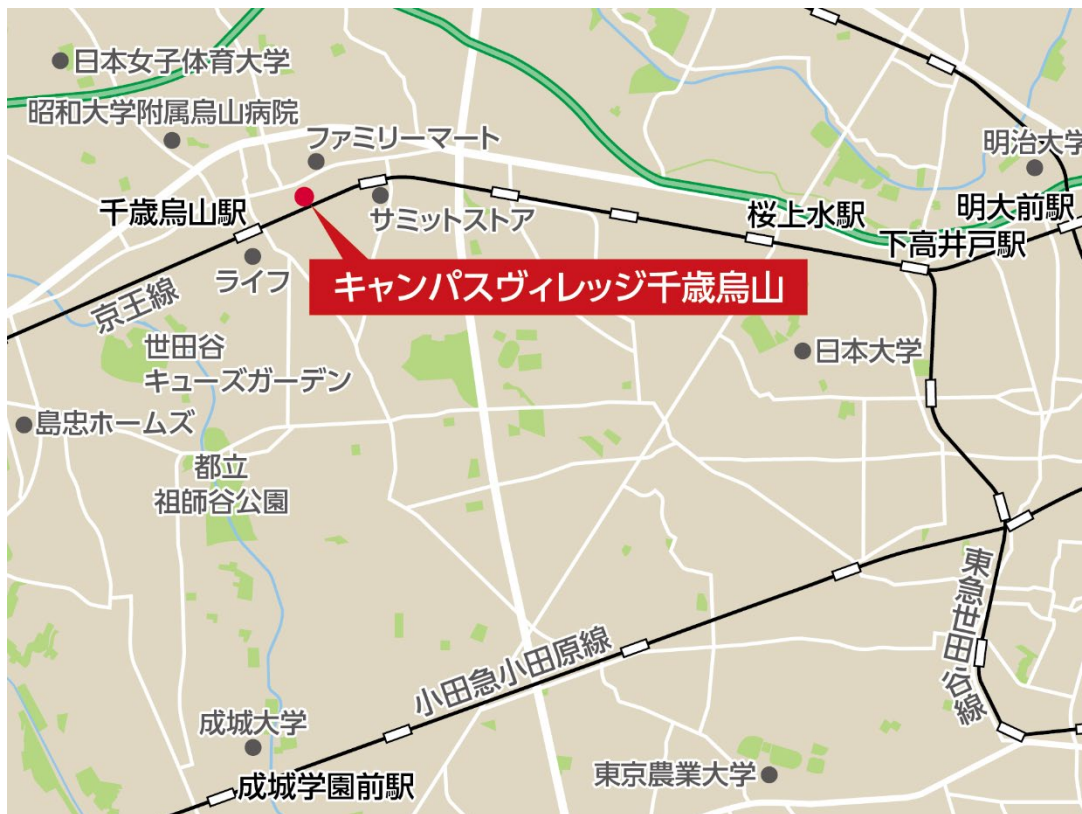 日本女子体育大学
昭和大学附属烏山病院
ファミリーマート
明治大学
千歳烏山駅
サミットストア
桜上水駅
明大前駅
下高井戸駅
ライフ
キャンパスヴィレッジ千歳烏山
京王線
世田谷
キューズガーデン
日本大学
島忠ホームズ
都立
祖師谷公園
東急世田谷線
小田急小田原線
成城大学
東京農業大学
成城学園前駅